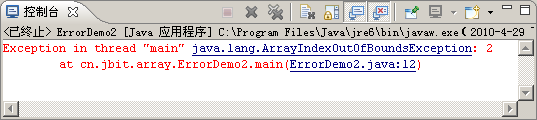 控制台
<已终止> ErrorDemo2 [Java 应用程序] C:\Program Files\Java\jre6\bin\javaw.exe(2010-4-29
Exception in thread "main" java.lang.ArrayIndexOutOfBoundsException: 2
at cn.jbit.array.ErrorDemo2.main(ErrorDemo2.java:12)